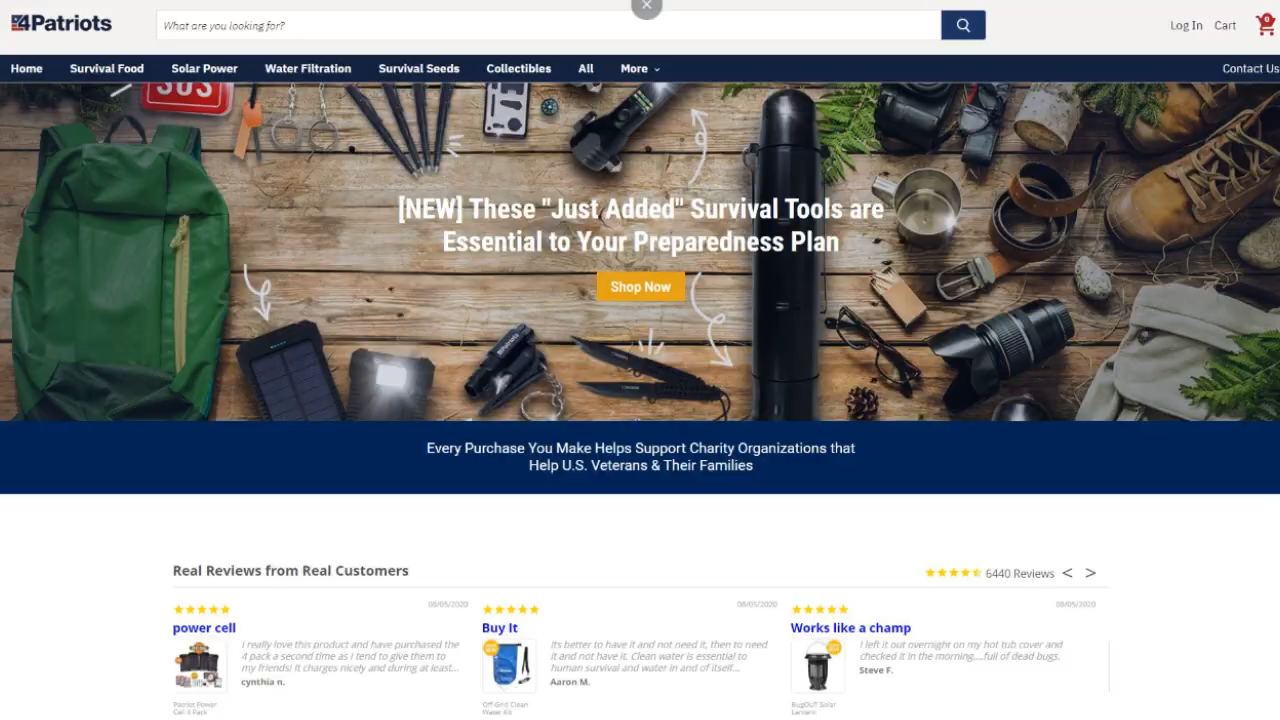 4Patriots
What are you looking for?
Log In Cart 0
Home Survival Food Solar Power Water Filtration Survival Seeds Collectibles All More Contact Us
SOS
[NEW] These "Just Added" Survival Tools are
Essential to Your Preparedness Plan
Shop Now
Every Purchase You Make Helps Support Charity Organizations that
Help U.S. Veterans & Their Families
Real Reviews from Real Customers
6440 Reviews < >
08/05/2020
power cell
I really love this product and have purchased the
4 pack a second time as I tend to give them to
my friends! It charges nicely and during at least...
cynthia n.
Patriot Power
Cell 4 Pack
08/05/2020
Buy It
Its better to have it and not need it, then to need
it and not have it. Clean water is essential to
human survival and water in and of itself...
Aaron M.
Off-Grid Clean
Water Kit
08/05/2020
Works like a champ
I left it out overnight on my hot tub cover and
checked it in the morning....full of dead bugs.
Steve F.
BugOUT Solar
Lantern